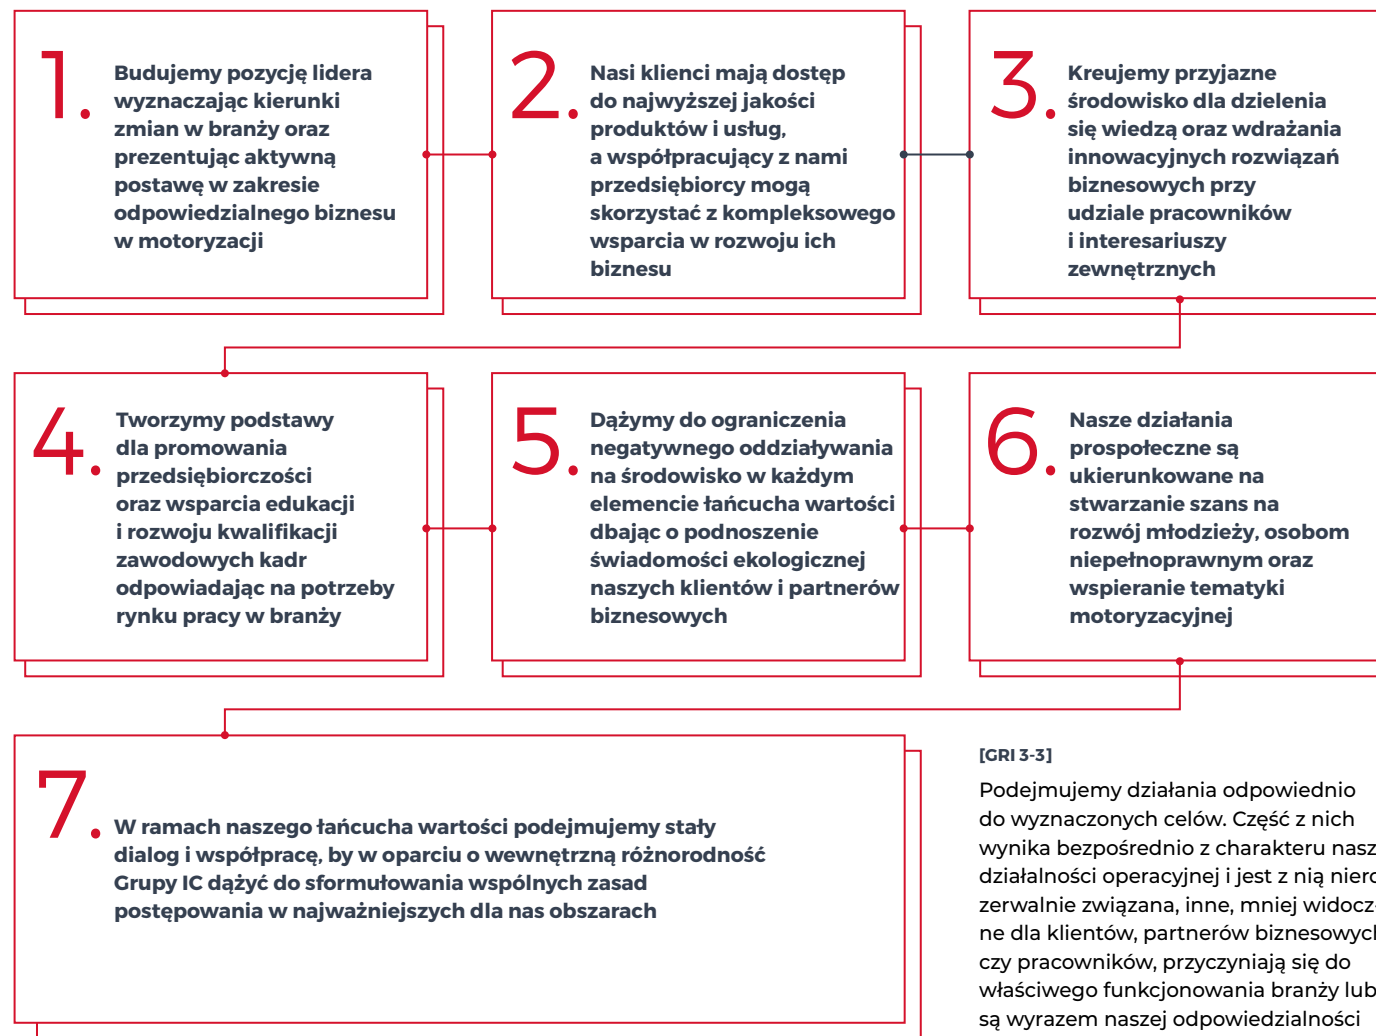 1.
Budujemy pozycję lidera
wyznaczając kierunki
zmian w branży oraz
prezentując aktywną
postawę w zakresie
odpowiedzialnego biznesu
w motoryzacji
2.
Nasi klienci mają dostęp
do najwyższej jakości
produktów i usług,
a współpracujący z nami
przedsiębiorcy mogą
skorzystać z kompleksowego
wsparcia w rozwoju ich
biznesu
3.
Kreujemy przyjazne
środowisko dla dzielenia
się wiedzą oraz wdrażania
innowacyjnych rozwiązań
biznesowych przy
udziale pracowników
i interesariuszy
zewnętrznych
4.
Tworzymy podstawy
dla promowania
przedsiębiorczości
oraz wsparcia edukacji
i rozwoju kwalifikacji
zawodowych kadr
odpowiadając na potrzeby
rynku pracy w branży
5.
Dążymy do ograniczenia
negatywnego oddziaływania
na środowisko w każdym
elemencie łańcucha wartości
dbając o podnoszenie
świadomości ekologicznej
naszych klientów i partnerów
biznesowych
6.
Nasze działania
prospołeczne są
ukierunkowane na
stwarzanie szans na
rozwój młodzieży, osobom
niepełnoprawnym oraz
wspieranie tematyki
motoryzacyjnej
7.
W ramach naszego łańcucha wartości podejmujemy stały
dialog i współpracę, by w oparciu o wewnętrzną różnorodność
Grupy IC dążyć do sformułowania wspólnych zasad
postępowania w najważniejszych dla nas obszarach
[GRI 3-3]
Podejmujemy działania odpowiednio
do wyznaczonych celów. Część z nich
wynika bezpośrednio z charakteru
działalności operacyjnej i jest z nią
zerwalnie związana, inne, mniej widocz-
ne dla klientów, partnerów biznesowych
czy pracowników, przyczyniają się do
właściwego funkcjonowania branży lub
są wyrazem naszej odpowiedzialności